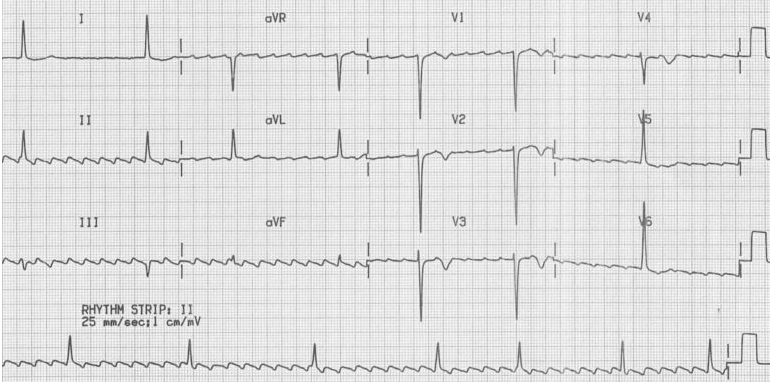 I aVR V1 V4
II aVL V2 V5
III aVF V3 V6
RHYTHM STRIP: II
25 mm/sec;1 cm/mV